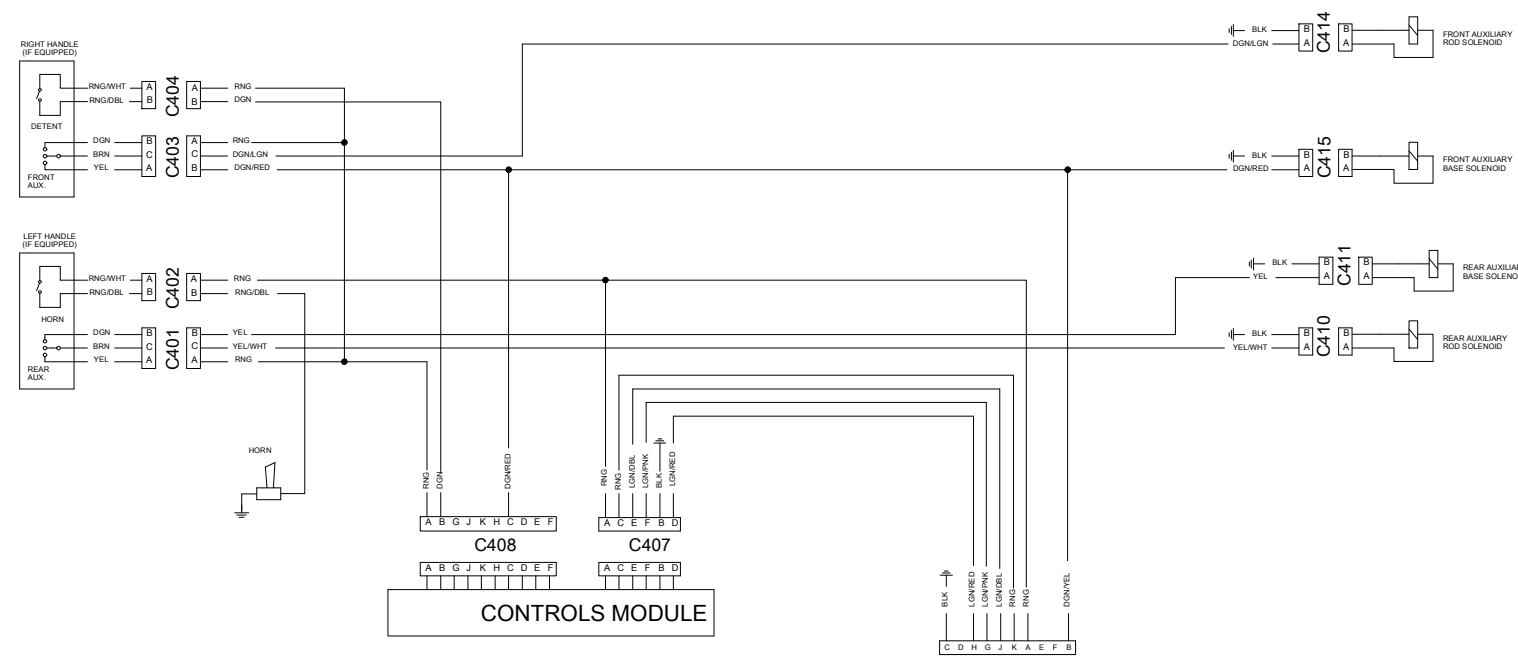 BLK B B
DGN/LGN A C414 A
FRONT AUXILIARY
ROD SOLENOID
RIGHT HANDLE
(IF EQUIPPED)
RNG/WHT A C404 A RNG
RNG/DBL B B DGN
DETENT
DGN B C403 A RNG
BRN C C DGN/LGN
YEL A B DGN/RED
FRONT
AUX.
BLK B B
DGN/RED A C415 A
FRONT AUXILIARY
BASE SOLENOID
LEFT HANDLE
(IF EQUIPPED)
RNG/WHT A C402 A RNG
RNG/DBL B B RNG/DBL
HORN
DGN B C401 B YEL
BRN C C YEL/WHT
YEL A A RNG
REAR
AUX.
BLK B B
YEL A C411 A
REAR AUXILIAR
BASE SOLENO
BLK B B
YEL/WHT A C410 A
REAR AUXILIARY
ROD SOLENOID
HORN
RNG DGN DGN/RED
A B G J K H C D E F
C408
A B G J K H C D E F
RNG RNG LGN/DBL LGN/PNK BLK LGN/RED
A C E F B D
C407
A C E F B D
CONTROLS MODULE
BLK LGN/RED LGN/PNK LGN/DBL RNG RNG DGN/YEL
C D H G J K A E F B